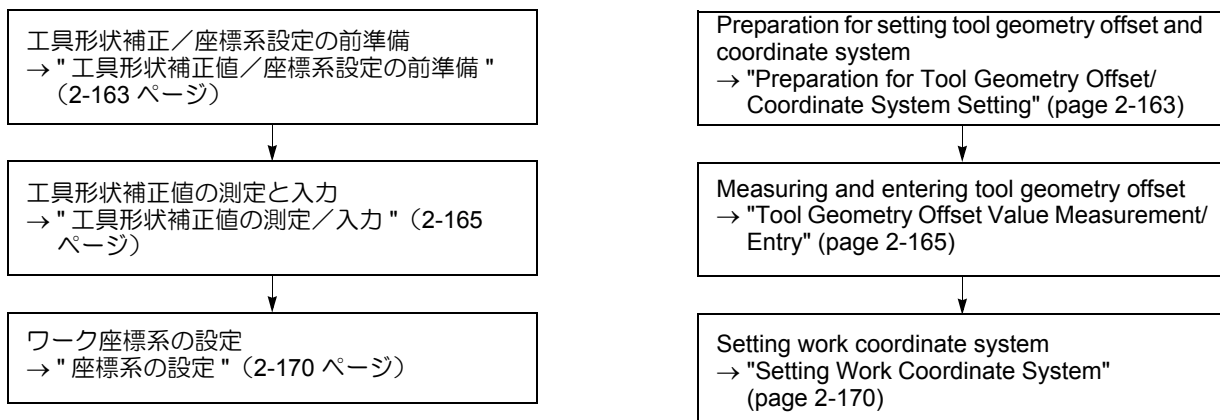 工具形状補正／座標系設定の前準備
→ " 工具形状補正値／座標系設定の前準備 "
（2-163 ページ）
工具形状補正値の測定と入力
→ " 工具形状補正値の測定／入力 "（2-165
ページ）
ワーク座標系の設定
→ " 座標系の設定 "（2-170 ページ）
Preparation for setting tool geometry offset and
coordinate system
→ "Preparation for Tool Geometry Offset/
Coordinate System Setting" (page 2-163)
Measuring and entering tool geometry offset
→ "Tool Geometry Offset Value Measurement/
Entry" (page 2-165)
Setting work coordinate system
→ "Setting Work Coordinate System"
(page 2-170)